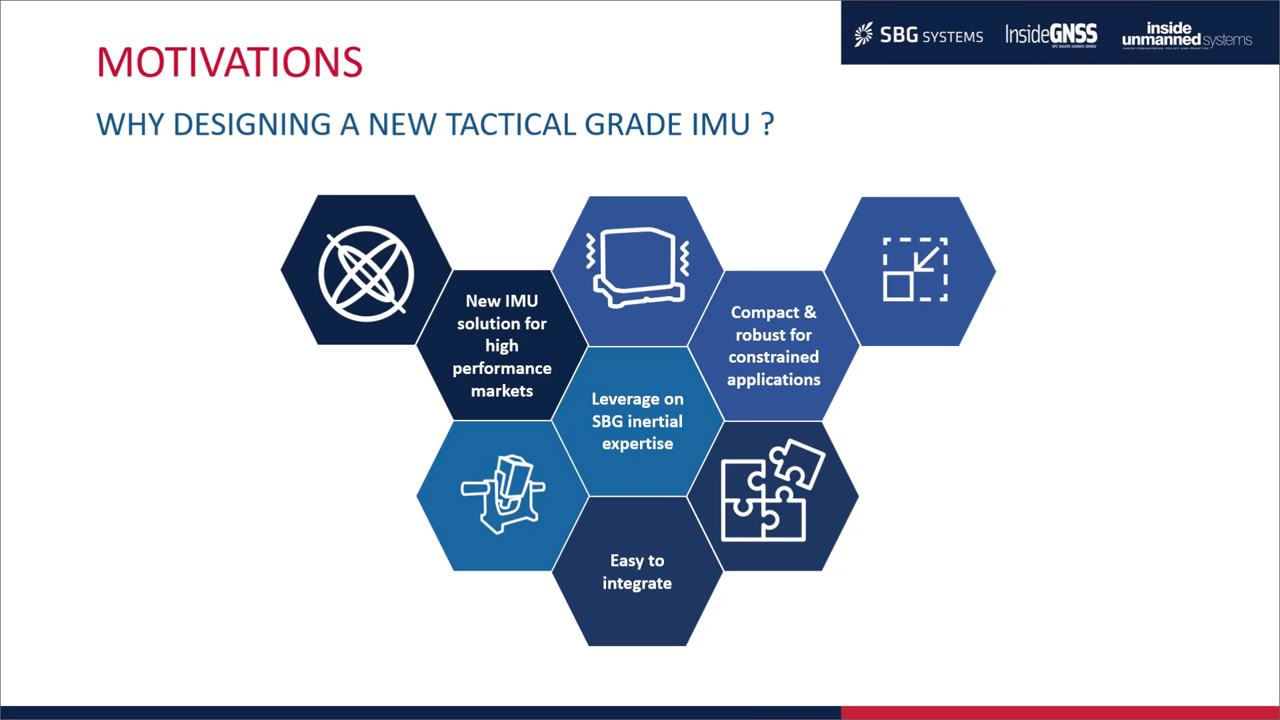 MOTIVATIONS
WHY DESIGNING A NEW TACTICAL GRADE IMU ?
SBG SYSTEMS
InsideGNSS
inside
unmanned systems
New IMU
solution for
high
performance
markets
Compact &
robust for
constrained
applications
Leverage on
SBG inertial
expertise
Easy to
integrate